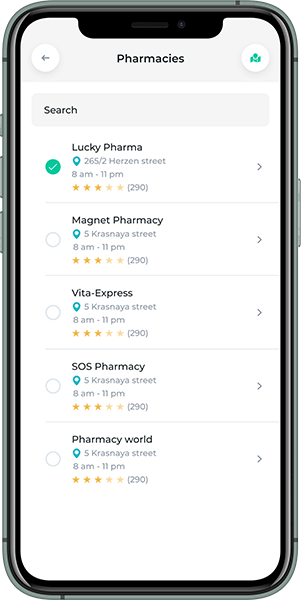 Pharmacies
Search
Lucky Pharma
265/2 Herzen street
8 am - 11 pm
(290)
Magnet Pharmacy
5 Krasnaya street
8 am - 11 pm
(290)
Vita-Express
5 Krasnaya street
8 am - 11 pm
(290)
SOS Pharmacy
5 Krasnaya street
8 am - 11 pm
(290)
Pharmacy world
5 Krasnaya street
8 am - 11 pm
(290)